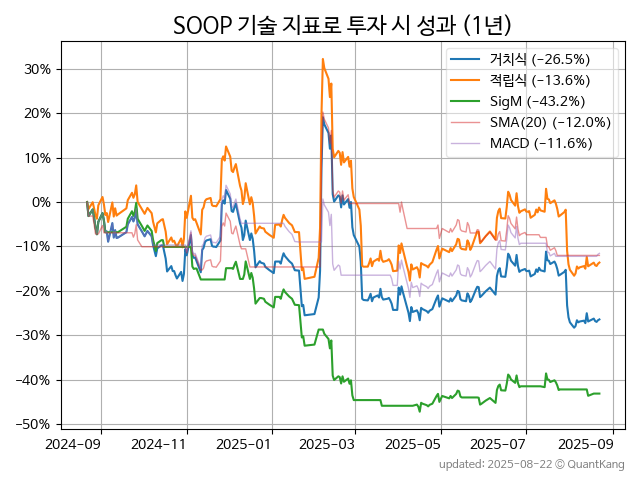 SOOP 기술 지표로 투자 시 성과 (1년)
거치식 (−26.5%)
적립식 (−13.6%)
SigM (−43.2%)
SMA(20) (−12.0%)
MACD (−11.6%)
30%
20%
10%
0%
−10%
−20%
−30%
−40%
−50%
2024-09 2024-11 2025-01 2025-03 2025-05 2025-07 2025-09
updated: 2025-08-22 © QuantKang